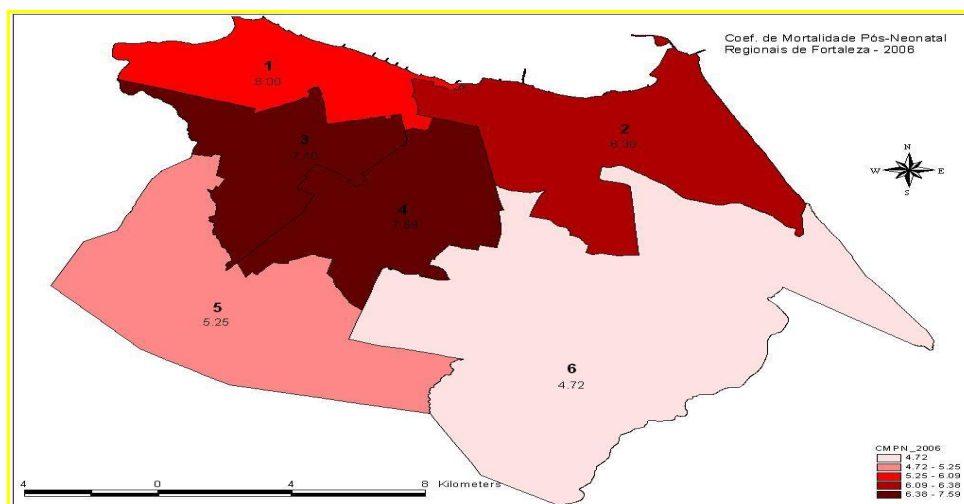 Coef. de Mortalidade Pós-Neonatal
Regionais de Fortaleza - 2006
1
6.09
2
6.38
3
4
7.59
5
5.25
6
4.72
N
W E
S
CMPN_2006
4.72
4.72 - 5.25
5.25 - 6.09
6.09 - 6.38
6.38 - 7.59
4 0 4 8 Kilometers